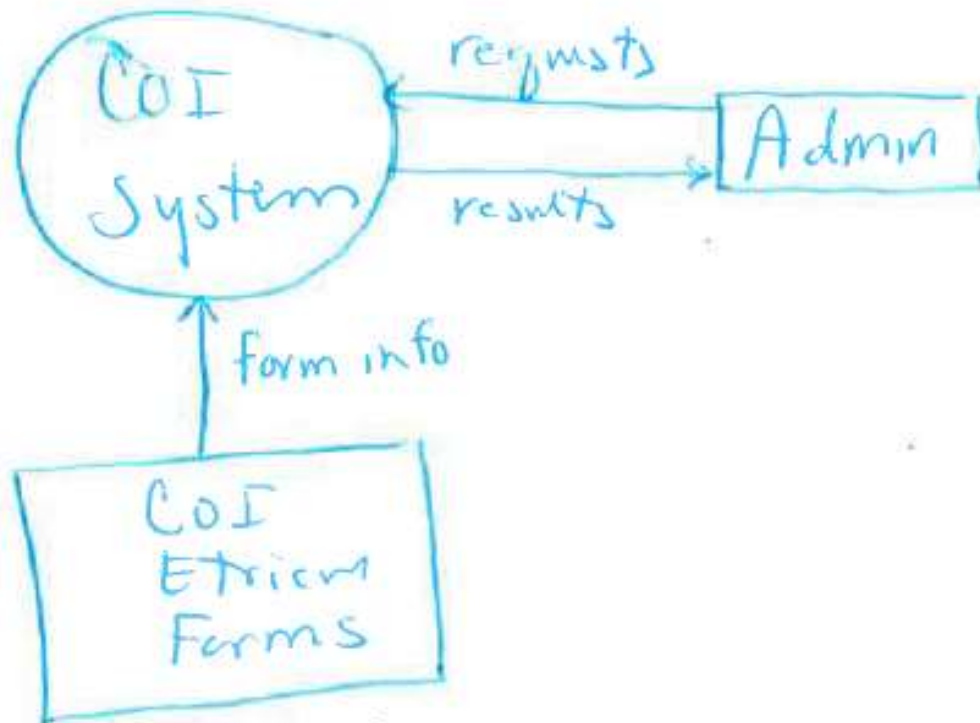 COI
System
requests
Admin
results
form info
COI
Forms